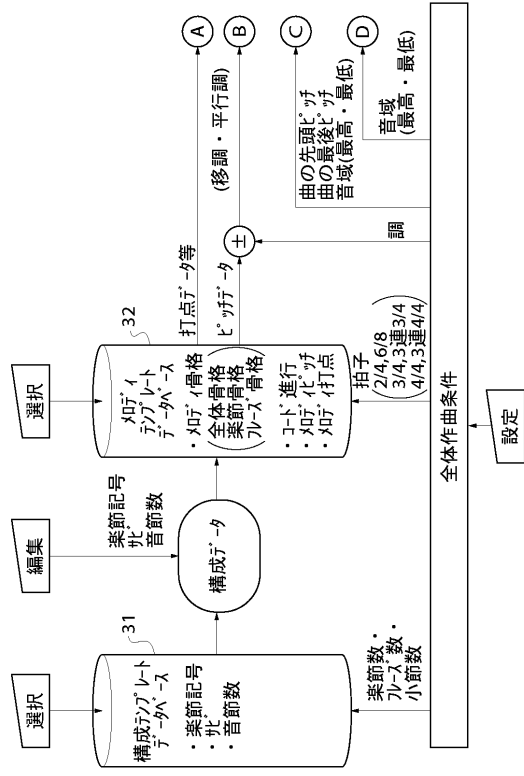 選択
編集
選択
31
構成ﾃﾝﾌﾟﾚｰﾄ
ﾃﾞｰﾀﾍﾞｰｽ
・楽節記号
・ｻﾋﾞ
・音節数
楽節記号
ｻﾋﾞ
音節数
構成ﾃﾞｰﾀ
32
ﾒﾛﾃﾞｨ
ﾃﾝﾌﾟﾚｰﾄ
ﾃﾞｰﾀﾍﾞｰｽ
・ﾒﾛﾃﾞｨ骨格
(全体骨格
楽節骨格
ﾌﾚｰｽﾞ骨格)
・ｺｰﾄﾞ進行
・ﾒﾛﾃﾞｨﾋﾟｯﾁ
・ﾒﾛﾃﾞｨ打点
打点ﾃﾞｰﾀ等
ﾋﾟｯﾁﾃﾞｰﾀ
±
(移調・平行調)
A
B
C
D
曲の先頭ﾋﾟｯﾁ
曲の最後ﾋﾟｯﾁ
音域(最高・最低)
音域
(最高・最低)
楽節数・
ﾌﾚｰｽﾞ数・
小節数
拍子
(2/4,6/8
3/4,3連3/4
4/4,3連4/4)
調
全体作曲条件
設定